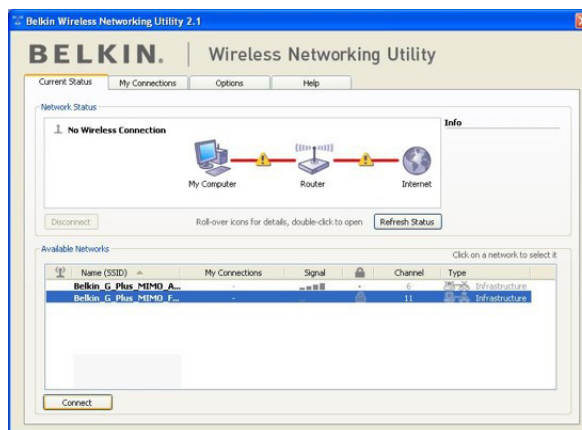 Belkin Wireless Networking Utility 2.1
BELKIN. | Wireless Networking Utility
Current Status My Connections Options Help
Network Status
No Wireless Connection
Info
My Computer Router Internet
Disconnect Roll-over icons for details, double-click to open Refresh Status
Available Networks
Click on a network to select it
Name (SSID) My Connections Signal Channel Type
Belkin_G_Plus_MIMO_A... - - 6 Infrastructure
Belkin_G_Plus_MIMO_F... - 11 Infrastructure
Connect